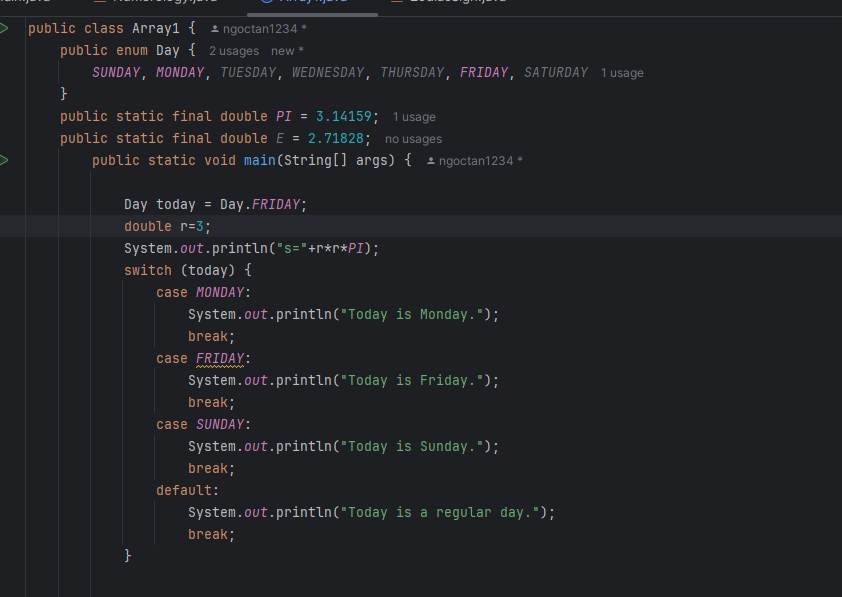 public class Array1 { ngoctan1234 *
public enum Day { 2 usages new *
SUNDAY, MONDAY, TUESDAY, WEDNESDAY, THURSDAY, FRIDAY, SATURDAY 1 usage
}
public static final double PI = 3.14159; 1 usage
public static final double E = 2.71828; no usages
public static void main(String[] args) { ngoctan1234 *
Day today = Day.FRIDAY;
double r=3;
System.out.println("s="+r*r*PI);
switch (today) {
case MONDAY:
System.out.println("Today is Monday.");
break;
case FRIDAY:
System.out.println("Today is Friday.");
break;
case SUNDAY:
System.out.println("Today is Sunday.");
break;
default:
System.out.println("Today is a regular day.");
break;
}